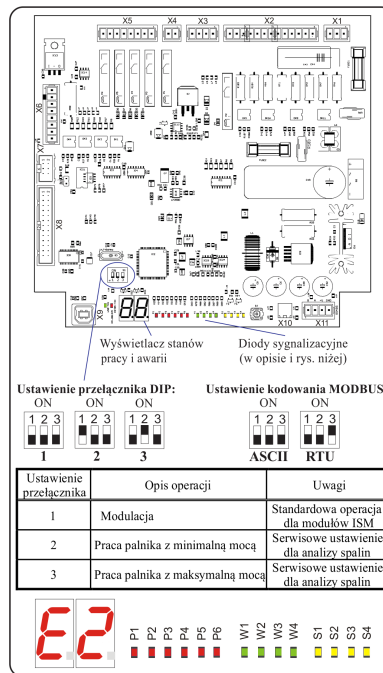 X5 X4 X3 X2 X1
X6
X7
X8
X9
X10 X11
Wyświetlacz stanów
pracy i awarii
Diody sygnalizacyjne
(w opisie i rys. niżej)
Ustawienie przełącznika DIP:
Ustawienie kodowania MODBUS
ON ON ON ON ON
1 2 3 1 2 3 1 2 3 1 2 3 1 2 3
1 2 3 ASCII RTU
Ustawienie
przełącznika
Opis operacji
Uwagi
1
Modulacja
Standardowa operacja
dla modułów ISM
2
Praca palnika z minimalną mocą
Serwisowe ustawienie
dla analizy spalin
3
Praca palnika z maksymalną mocą
Serwisowe ustawienie
dla analizy spalin
E2
P1 P2 P3 P4 P5 P6 W1 W2 W3 W4 S1 S2 S3 S4